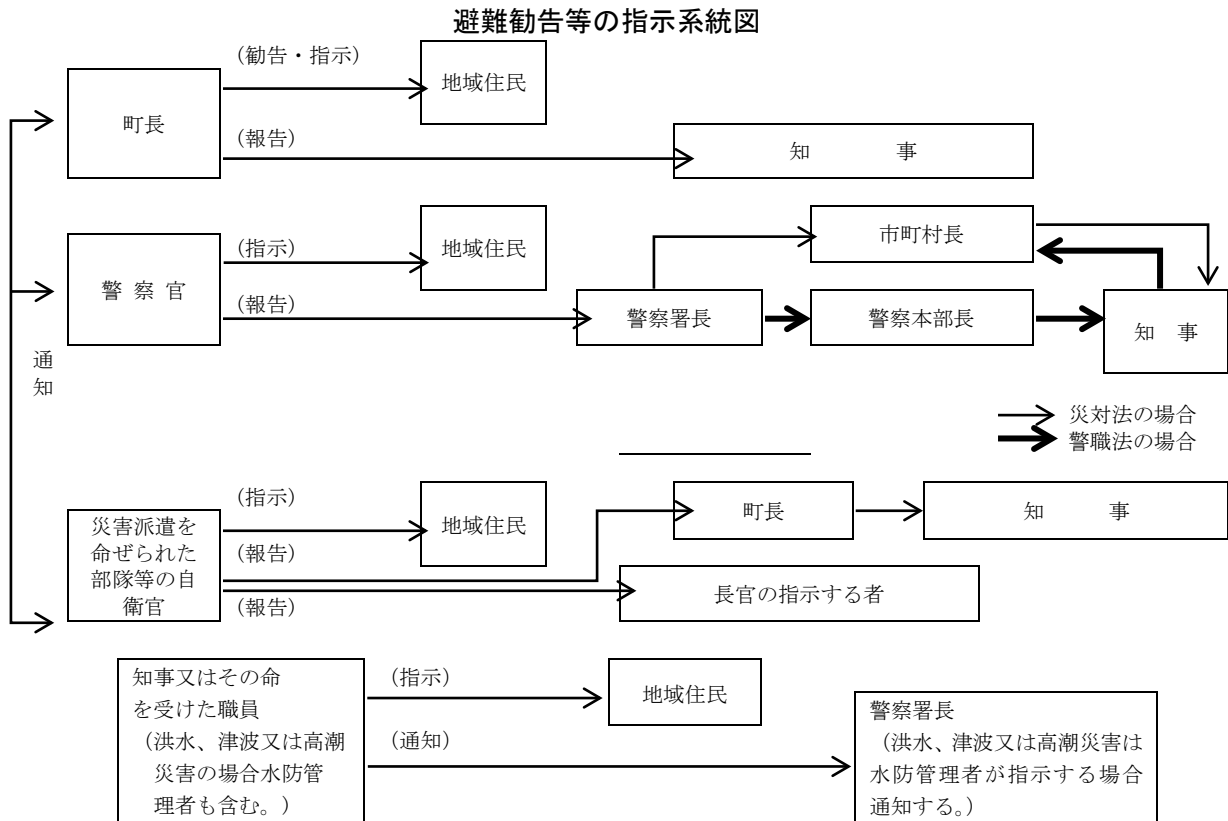 避難勧告等の指示系統図
（勧告・指示）
地域住民
町長
（報告）
知　　　事
（指示）
地域住民
市町村長
警 察 官
（報告）
警察署長
警察本部長
知　事
通
知
災対法の場合
警職法の場合
（指示）
地域住民
町長
知　　　事
災害派遣を
命ぜられた
部隊等の自
衛官
（報告）
長官の指示する者
（報告）
知事又はその命
を受けた職員
（洪水、津波又は高潮
災害の場合水防管
理者も含む。）
（指示）
地域住民
（通知）
警察署長
（洪水、津波又は高潮災害は
水防管理者が指示する場合
通知する。）